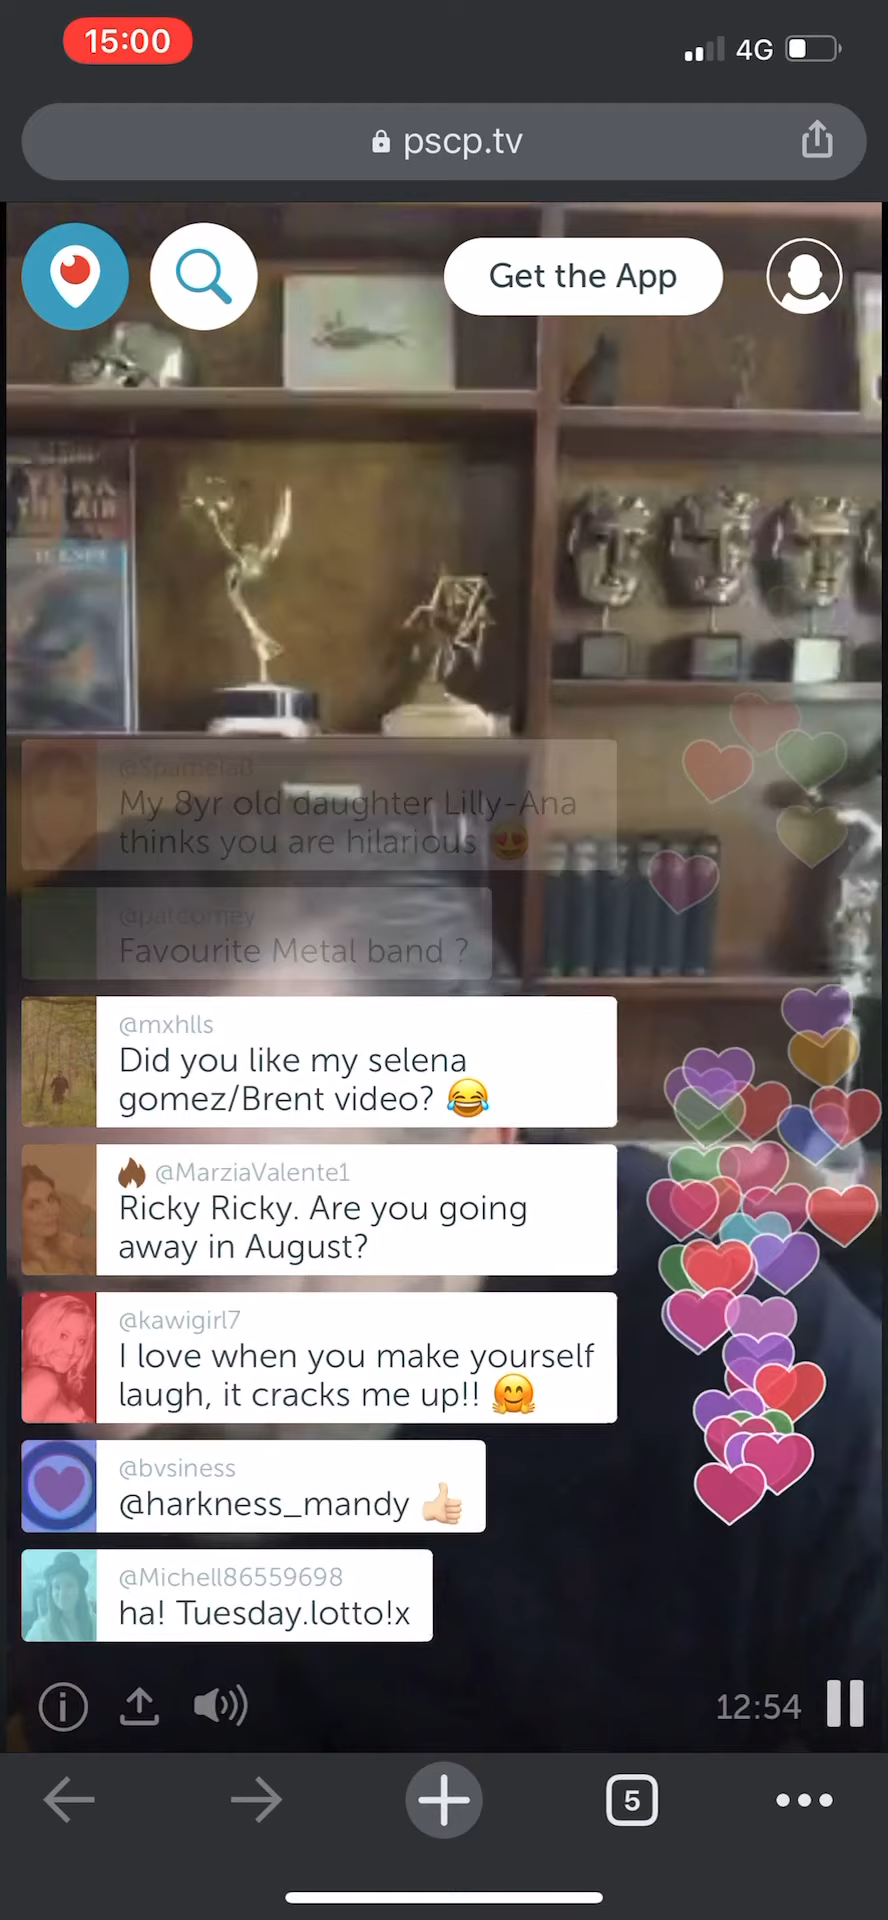 15:00
4G
pscp.tv
Get the App
@SpamelaB
My 8yr old daughter Lilly-Ana
thinks you are hilarious 😍
@patcorney
Favourite Metal band ?
@mxhlls
Did you like my selena
gomez/Brent video? 😂
🔥 @MarziaValente1
Ricky Ricky. Are you going
away in August?
@kawigirl7
I love when you make yourself
laugh, it cracks me up!! 🤗
@bvsiness
@harkness_mandy 👍🏻
@Michell86559698
ha! Tuesday.lotto!x
12:54
5